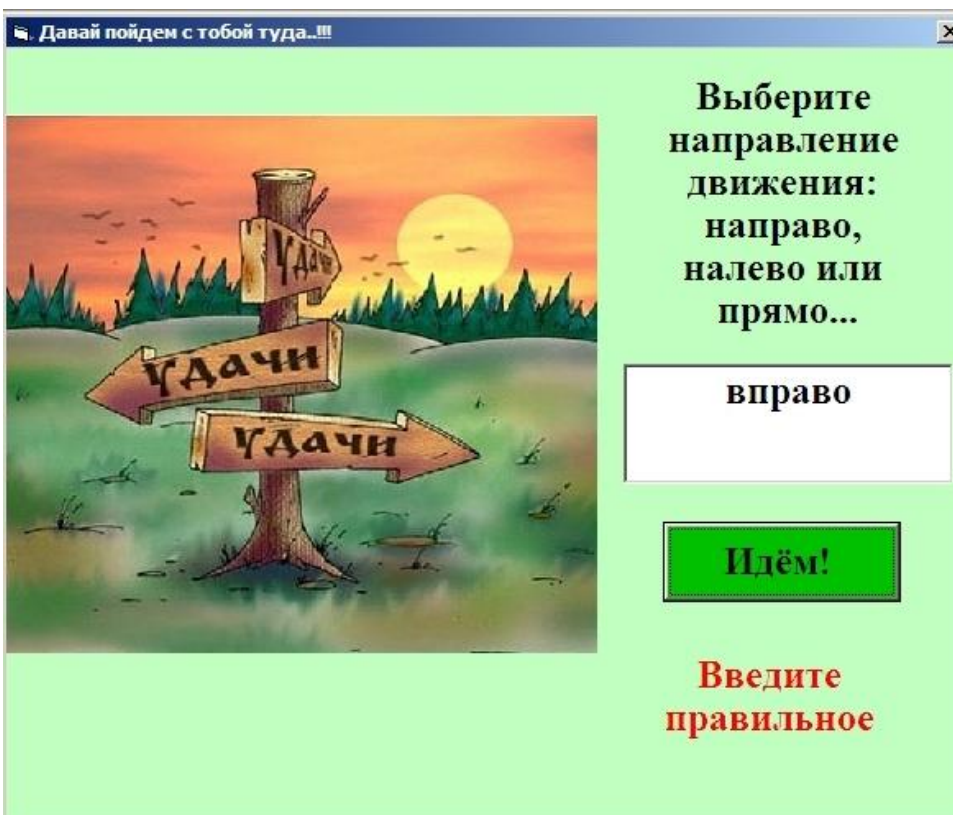 Давай пойдем с тобой туда..!!!
Выберите
направление
движения:
направо,
налево или
прямо...
удачи
удачи
удачи
вправо
Идём!
Введите
правильное